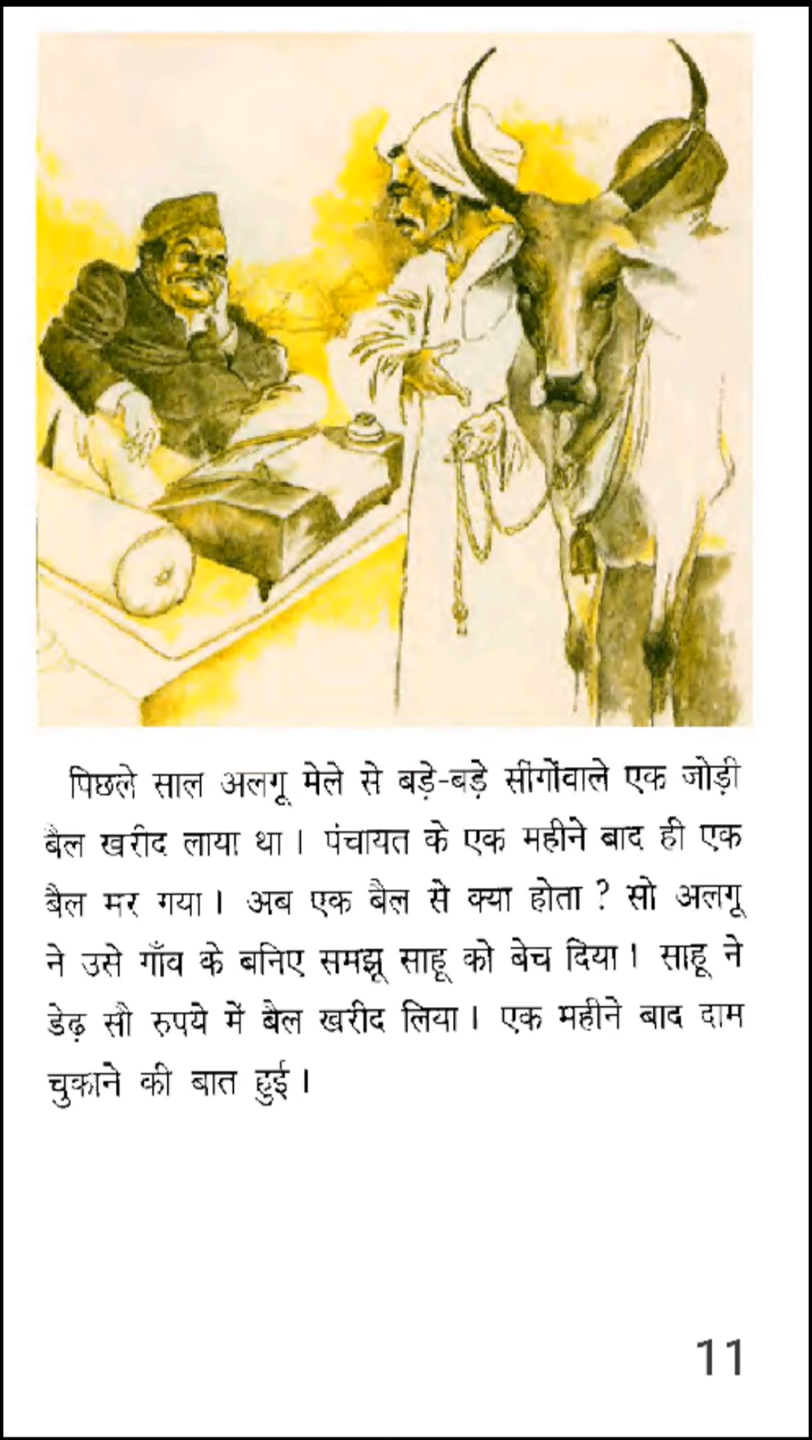 पिछले साल अलगू मेले से बड़े-बड़े सींगोंवाले एक जोड़ी
बैल खरीद लाया था। पंचायत के एक महीने बाद ही एक
बैल मर गया। अब एक बैल से क्या होता ? सो अलगू
ने उसे गाँव के बनिए समझू साहू को बेच दिया। साहू ने
डेढ़ सौ रुपये में बैल खरीद लिया। एक महीने बाद दाम
चुकाने की बात हुई।
11